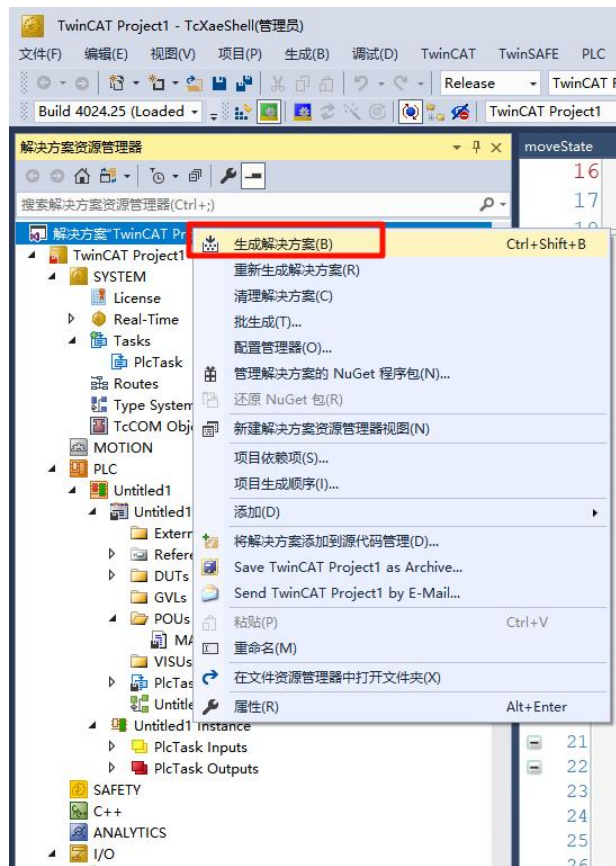 TwinCAT Project1 - TcXaeShell(管理员)
文件(F) 编辑(E) 视图(V) 项目(P) 生成(B) 调试(D) TwinCAT TwinSAFE PLC
Release TwinCAT
Build 4024.25 (Loaded TwinCAT Project1
解决方案资源管理器
moveState
搜索解决方案资源管理器(Ctrl+;)
16
17
解决方案"TwinCAT Pr
TwinCAT Project1
SYSTEM
License
Real-Time
Tasks
PlcTask
Routes
Type System
TcCOM Obj
MOTION
PLC
Untitled1
Untitled1
Extern
Refere
DUTs
GVLs
POUs
MA
VISUs
PlcTas
Untitle
Untitled1 Instance
PlcTask Inputs
PlcTask Outputs
SAFETY
C++
ANALYTICS
I/O
生成解决方案(B) Ctrl+Shift+B
重新生成解决方案(R)
清理解决方案(C)
批生成(T)...
配置管理器(O)...
管理解决方案的 NuGet 程序包(N)...
还原 NuGet 包(R)
新建解决方案资源管理器视图(N)
项目依赖项(S)...
项目生成顺序(I)...
添加(D)
将解决方案添加到源代码管理(D)...
Save TwinCAT Project1 as Archive...
Send TwinCAT Project1 by E-Mail...
粘贴(P) Ctrl+V
重命名(M)
在文件资源管理器中打开文件夹(X)
属性(R) Alt+Enter
21
22
23
24
25
26